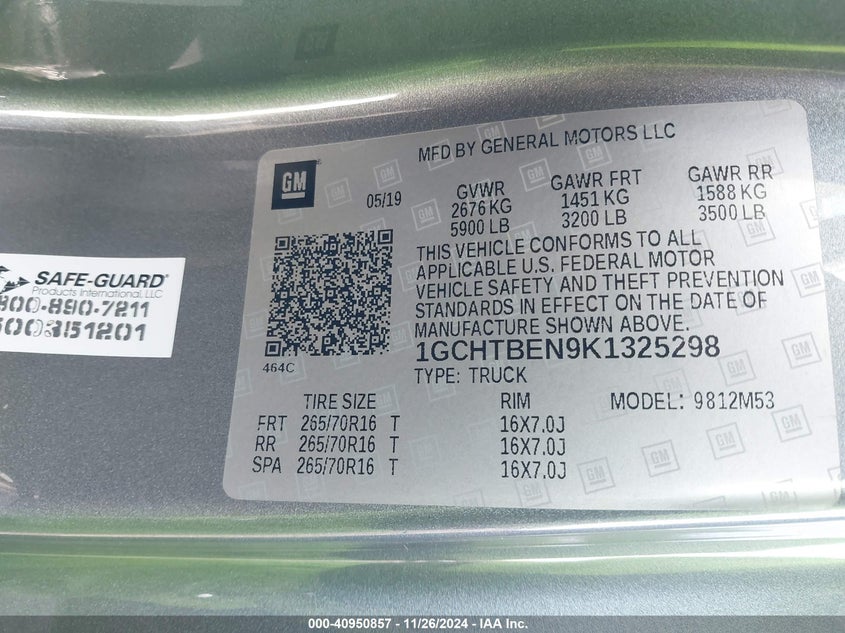 MFD BY GENERAL MOTORS LLC
GM
05/19
GVWR GAWR FRT GAWR RR
2676 KG 1451 KG 1588 KG
5900 LB 3200 LB 3500 LB
THIS VEHICLE CONFORMS TO ALL
APPLICABLE U.S. FEDERAL MOTOR
VEHICLE SAFETY AND THEFT PREVENTION
STANDARDS IN EFFECT ON THE DATE OF
MANUFACTURE SHOWN ABOVE.
1GCHTBEN9K1325298
464C
TYPE: TRUCK
TIRE SIZE RIM MODEL: 9812M53
FRT 265/70R16 T 16X7.0J
RR 265/70R16 T 16X7.0J
SPA 265/70R16 T 16X7.0J
SAFE-GUARD
Products International, LLC
800-890-7211
500351201
000-40950857 - 11/26/2024 - IAA Inc.